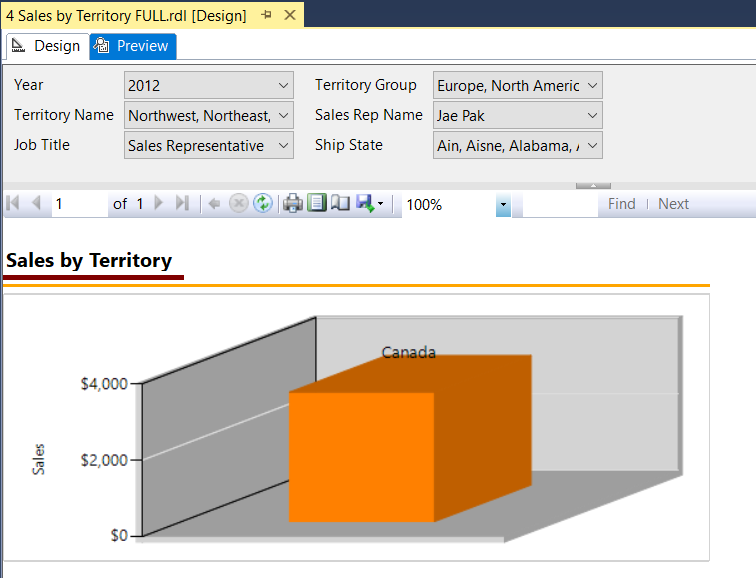 4 Sales by Territory FULL.rdl [Design]
Design Preview
Year 2012 Territory Group Europe, North Americ
Territory Name Northwest, Northeast, Sales Rep Name Jae Pak
Job Title Sales Representative Ship State Ain, Aisne, Alabama, A
1 of 1 100% Find | Next
Sales by Territory
Canada
$4,000
$2,000
Sales
$0